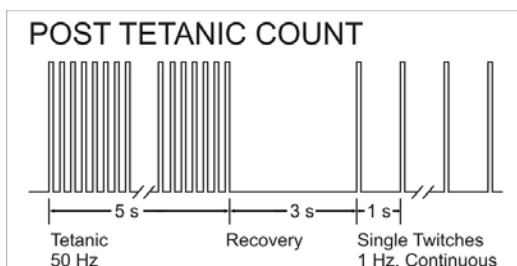 POST TETANIC COUNT
5 s
3 s
1 s
Tetanic
50 Hz
Recovery
Single Twitches
1 Hz, Continuous